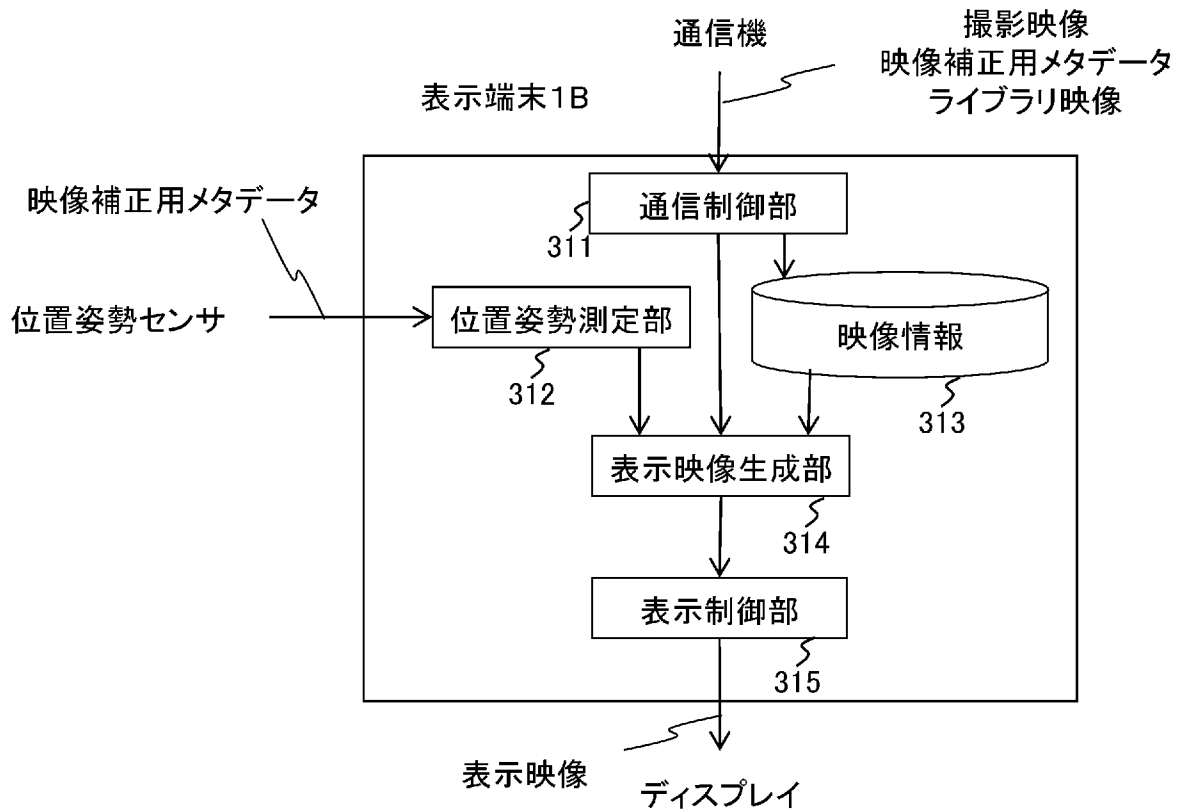 通信機
撮影映像
映像補正用メタデータ
ライブラリ映像
表示端末1B
映像補正用メタデータ
通信制御部
311
位置姿勢センサ
位置姿勢測定部
312
映像情報
313
表示映像生成部
314
表示制御部
315
表示映像
ディスプレイ